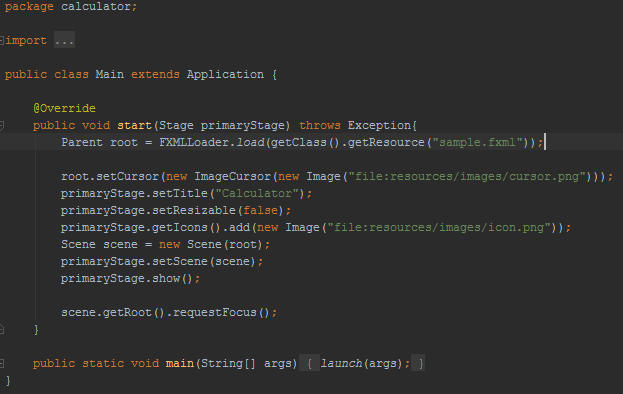 package calculator;
import ...
public class Main extends Application {
@Override
public void start(Stage primaryStage) throws Exception{
Parent root = FXMLLoader.load(getClass().getResource("sample.fxml"));
root.setCursor(new ImageCursor(new Image("file:resources/images/cursor.png")));
primaryStage.setTitle("Calculator");
primaryStage.setResizable(false);
primaryStage.getIcons().add(new Image("file:resources/images/icon.png"));
Scene scene = new Scene(root);
primaryStage.setScene(scene);
primaryStage.show();
scene.getRoot().requestFocus();
}
public static void main(String[] args) { launch(args); }
}